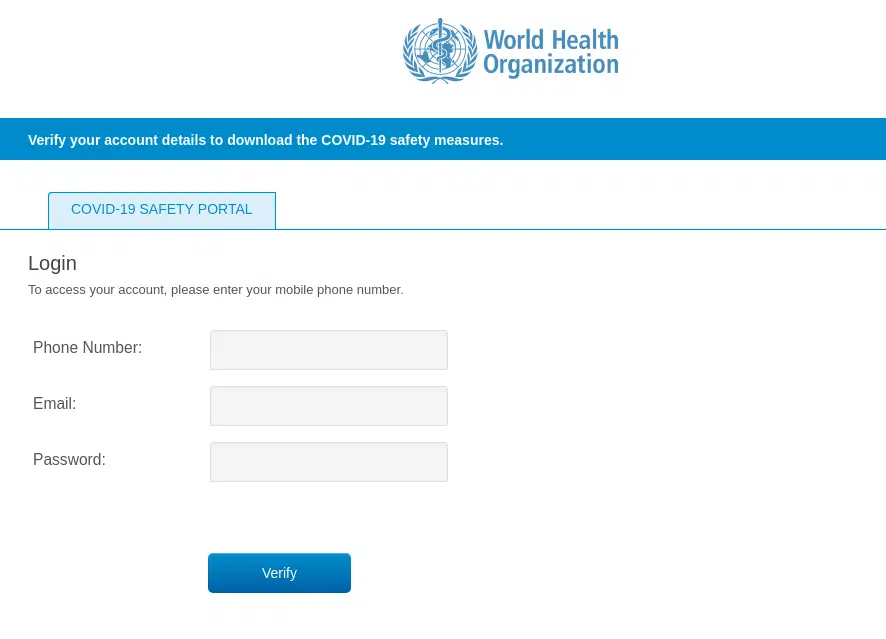 World Health
Organization
Verify your account details to download the COVID-19 safety measures.
COVID-19 SAFETY PORTAL
Login
To access your account, please enter your mobile phone number.
Phone Number:
Email:
Password:
Verify